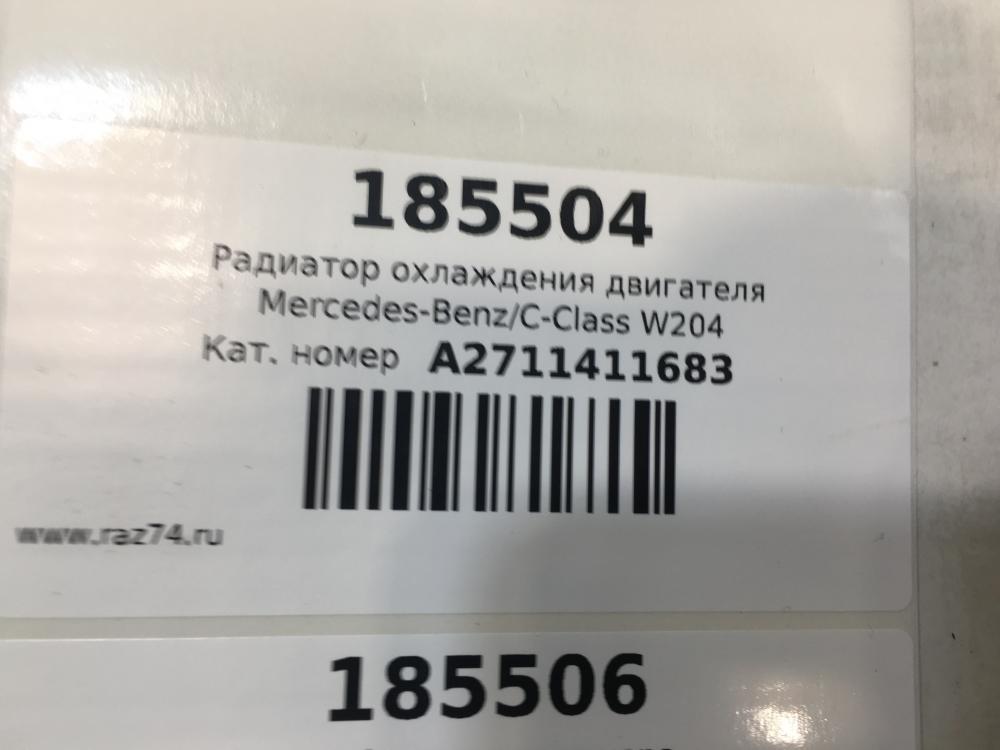 185504
Радиатор охлаждения двигателя
Mercedes-Benz/C-Class W204
Кат. номер A2711411683
www.raz74.ru
185506